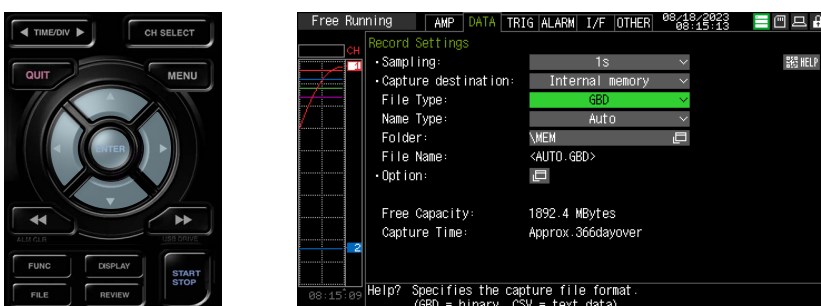 TIME/DIV
CH SELECT
QUIT
MENU
ENTER
ALM.CLR
USB DRIVE
FUNC
DISPLAY
START
STOP
FILE
REVIEW
Free Running
AMP
DATA
TRIG
ALARM
I/F
OTHER
08/18/2023
08:15:13
CH
1
2
08:15:09
Record Settings
HELP
•Sampling: 1s
•Capture destination: Internal memory
File Type: GBD
Name Type: Auto
Folder: \MEM
File Name: <AUTO.GBD>
•Option:
Free Capacity: 1892.4 MBytes
Capture Time: Approx.366dayover
Help? Specifies the capture file format.
(GBD = binary, CSV = text data)